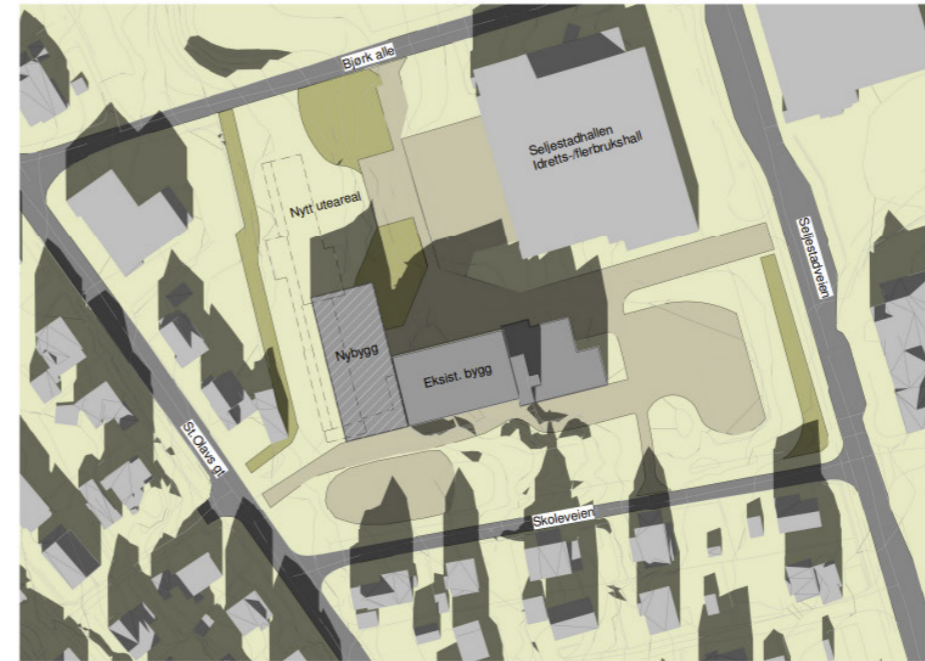 Bjørk alle
Seljestadhallen
Idretts-/flerbrukshall
Nytt uteareal
Seljestadveien
Nybygg
Eksist. bygg
St. Olavs gt
Skoleveien